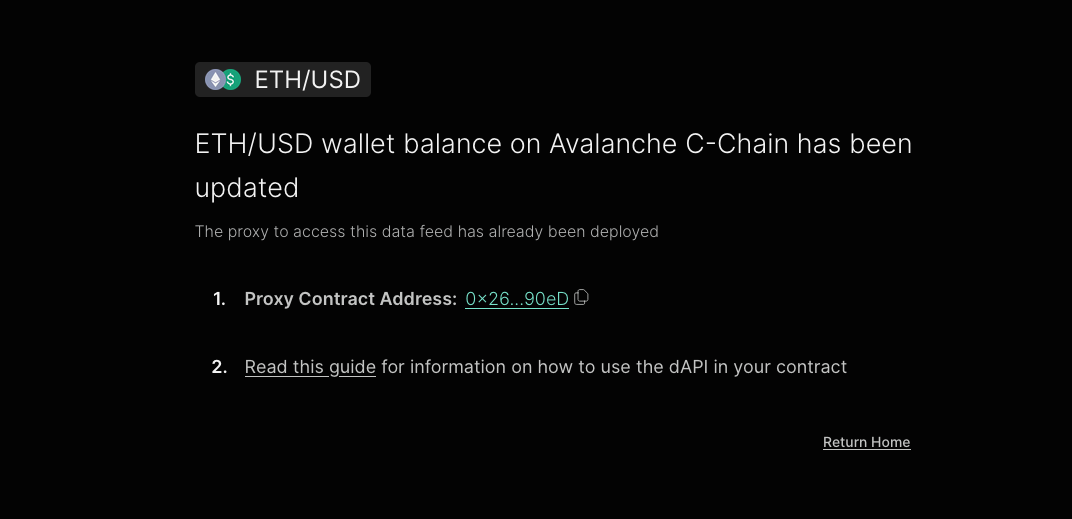 ETH/USD
ETH/USD wallet balance on Avalanche C-Chain has been
updated
The proxy to access this data feed has already been deployed
1. Proxy Contract Address: 0x26...90eD
2. Read this guide for information on how to use the dAPI in your contract
Return Home